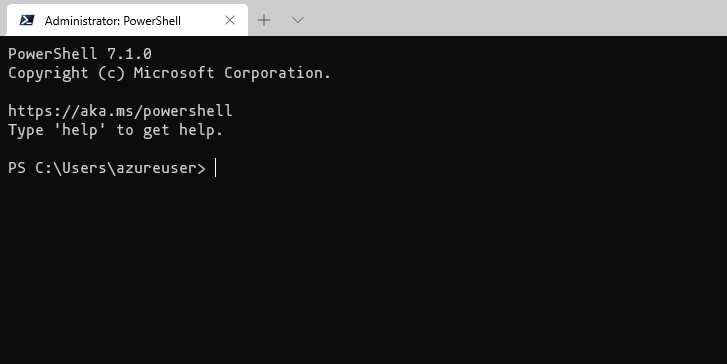 Administrator: PowerShell
PowerShell 7.1.0
Copyright (c) Microsoft Corporation.
https://aka.ms/powershell
Type 'help' to get help.
PS C:\Users\azureuser>